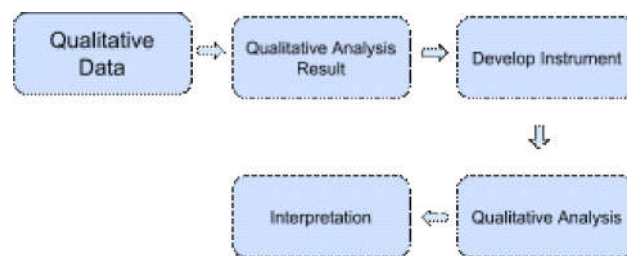 Qualitative
Data
Qualitative Analysis
Result
Develop Instrument
Qualitative Analysis
Interpretation